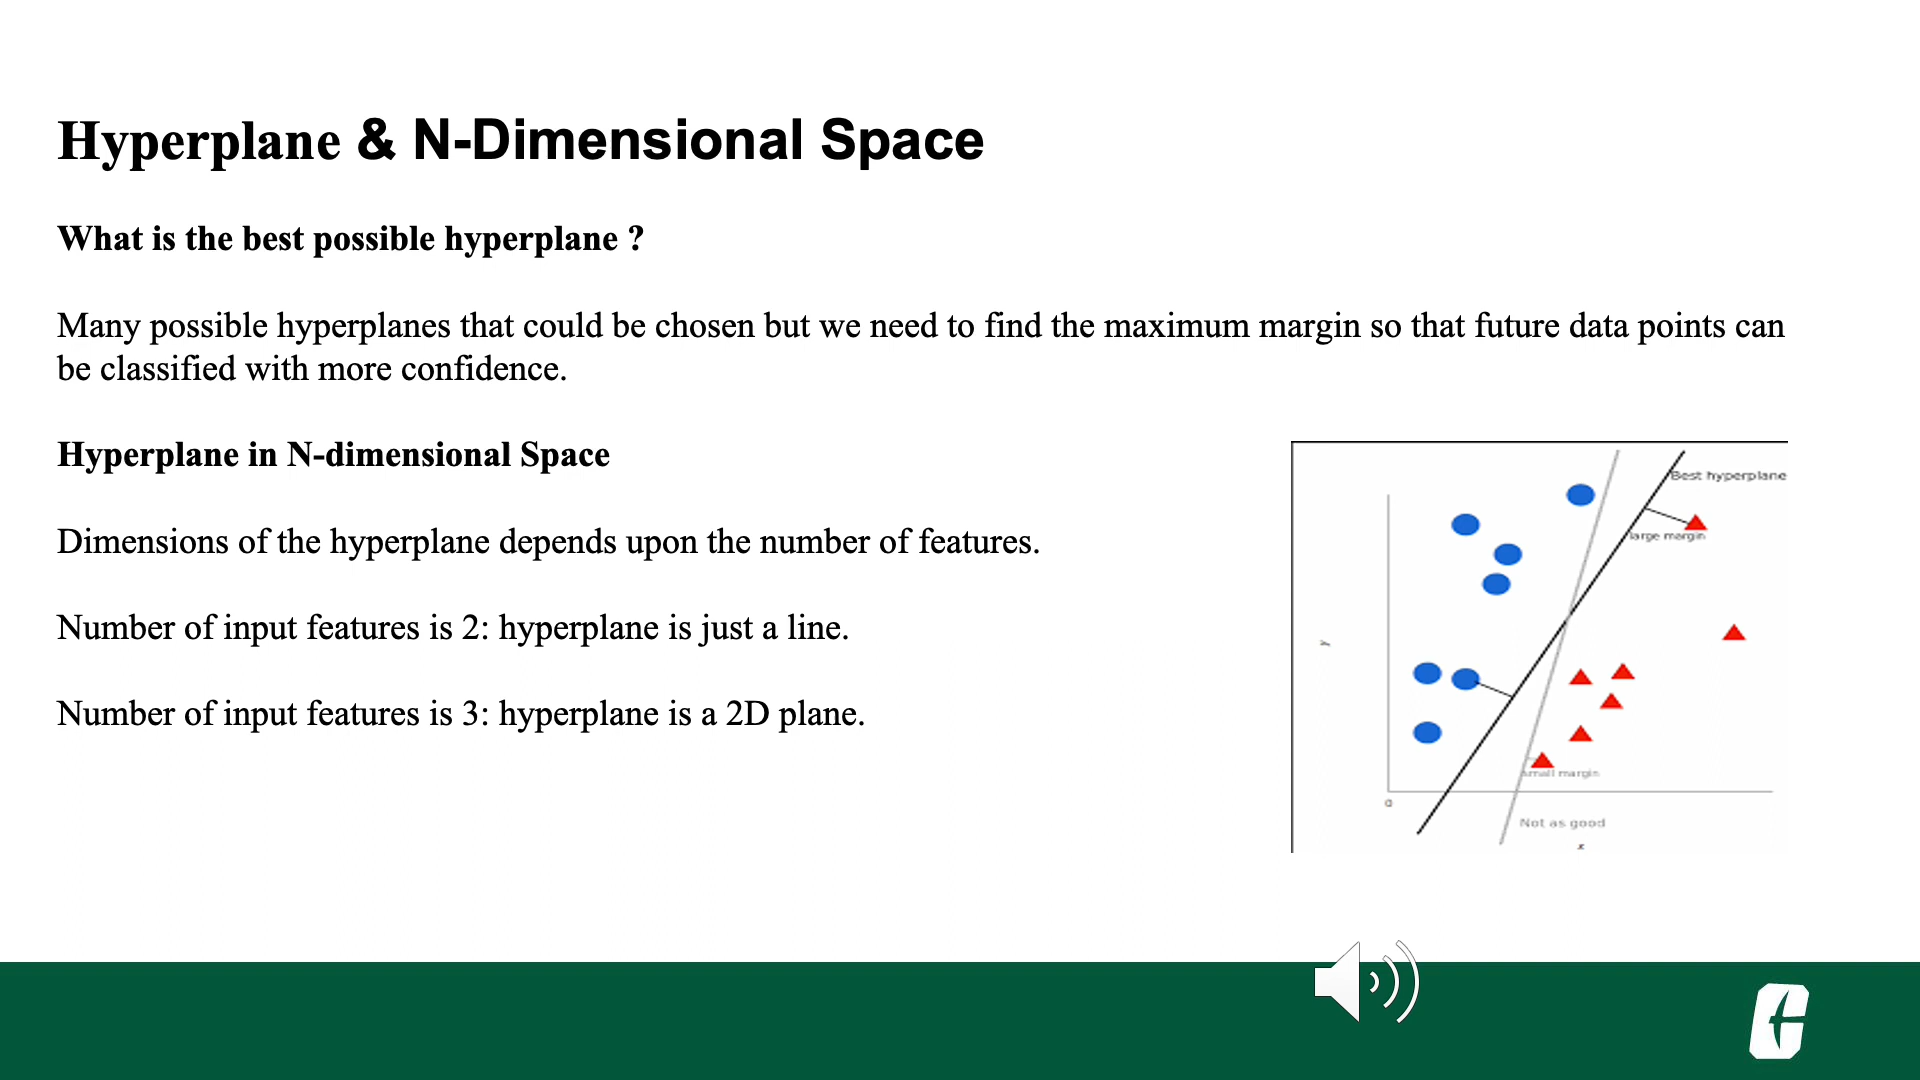 Hyperplane & N-Dimensional Space
What is the best possible hyperplane ?
Many possible hyperplanes that could be chosen but we need to find the maximum margin so that future data points can
be classified with more confidence.
Hyperplane in N-dimensional Space
Dimensions of the hyperplane depends upon the number of features.
Number of input features is 2: hyperplane is just a line.
Number of input features is 3: hyperplane is a 2D plane.
Best hyperplane
large margin
y
small margin
0
Not as good
x